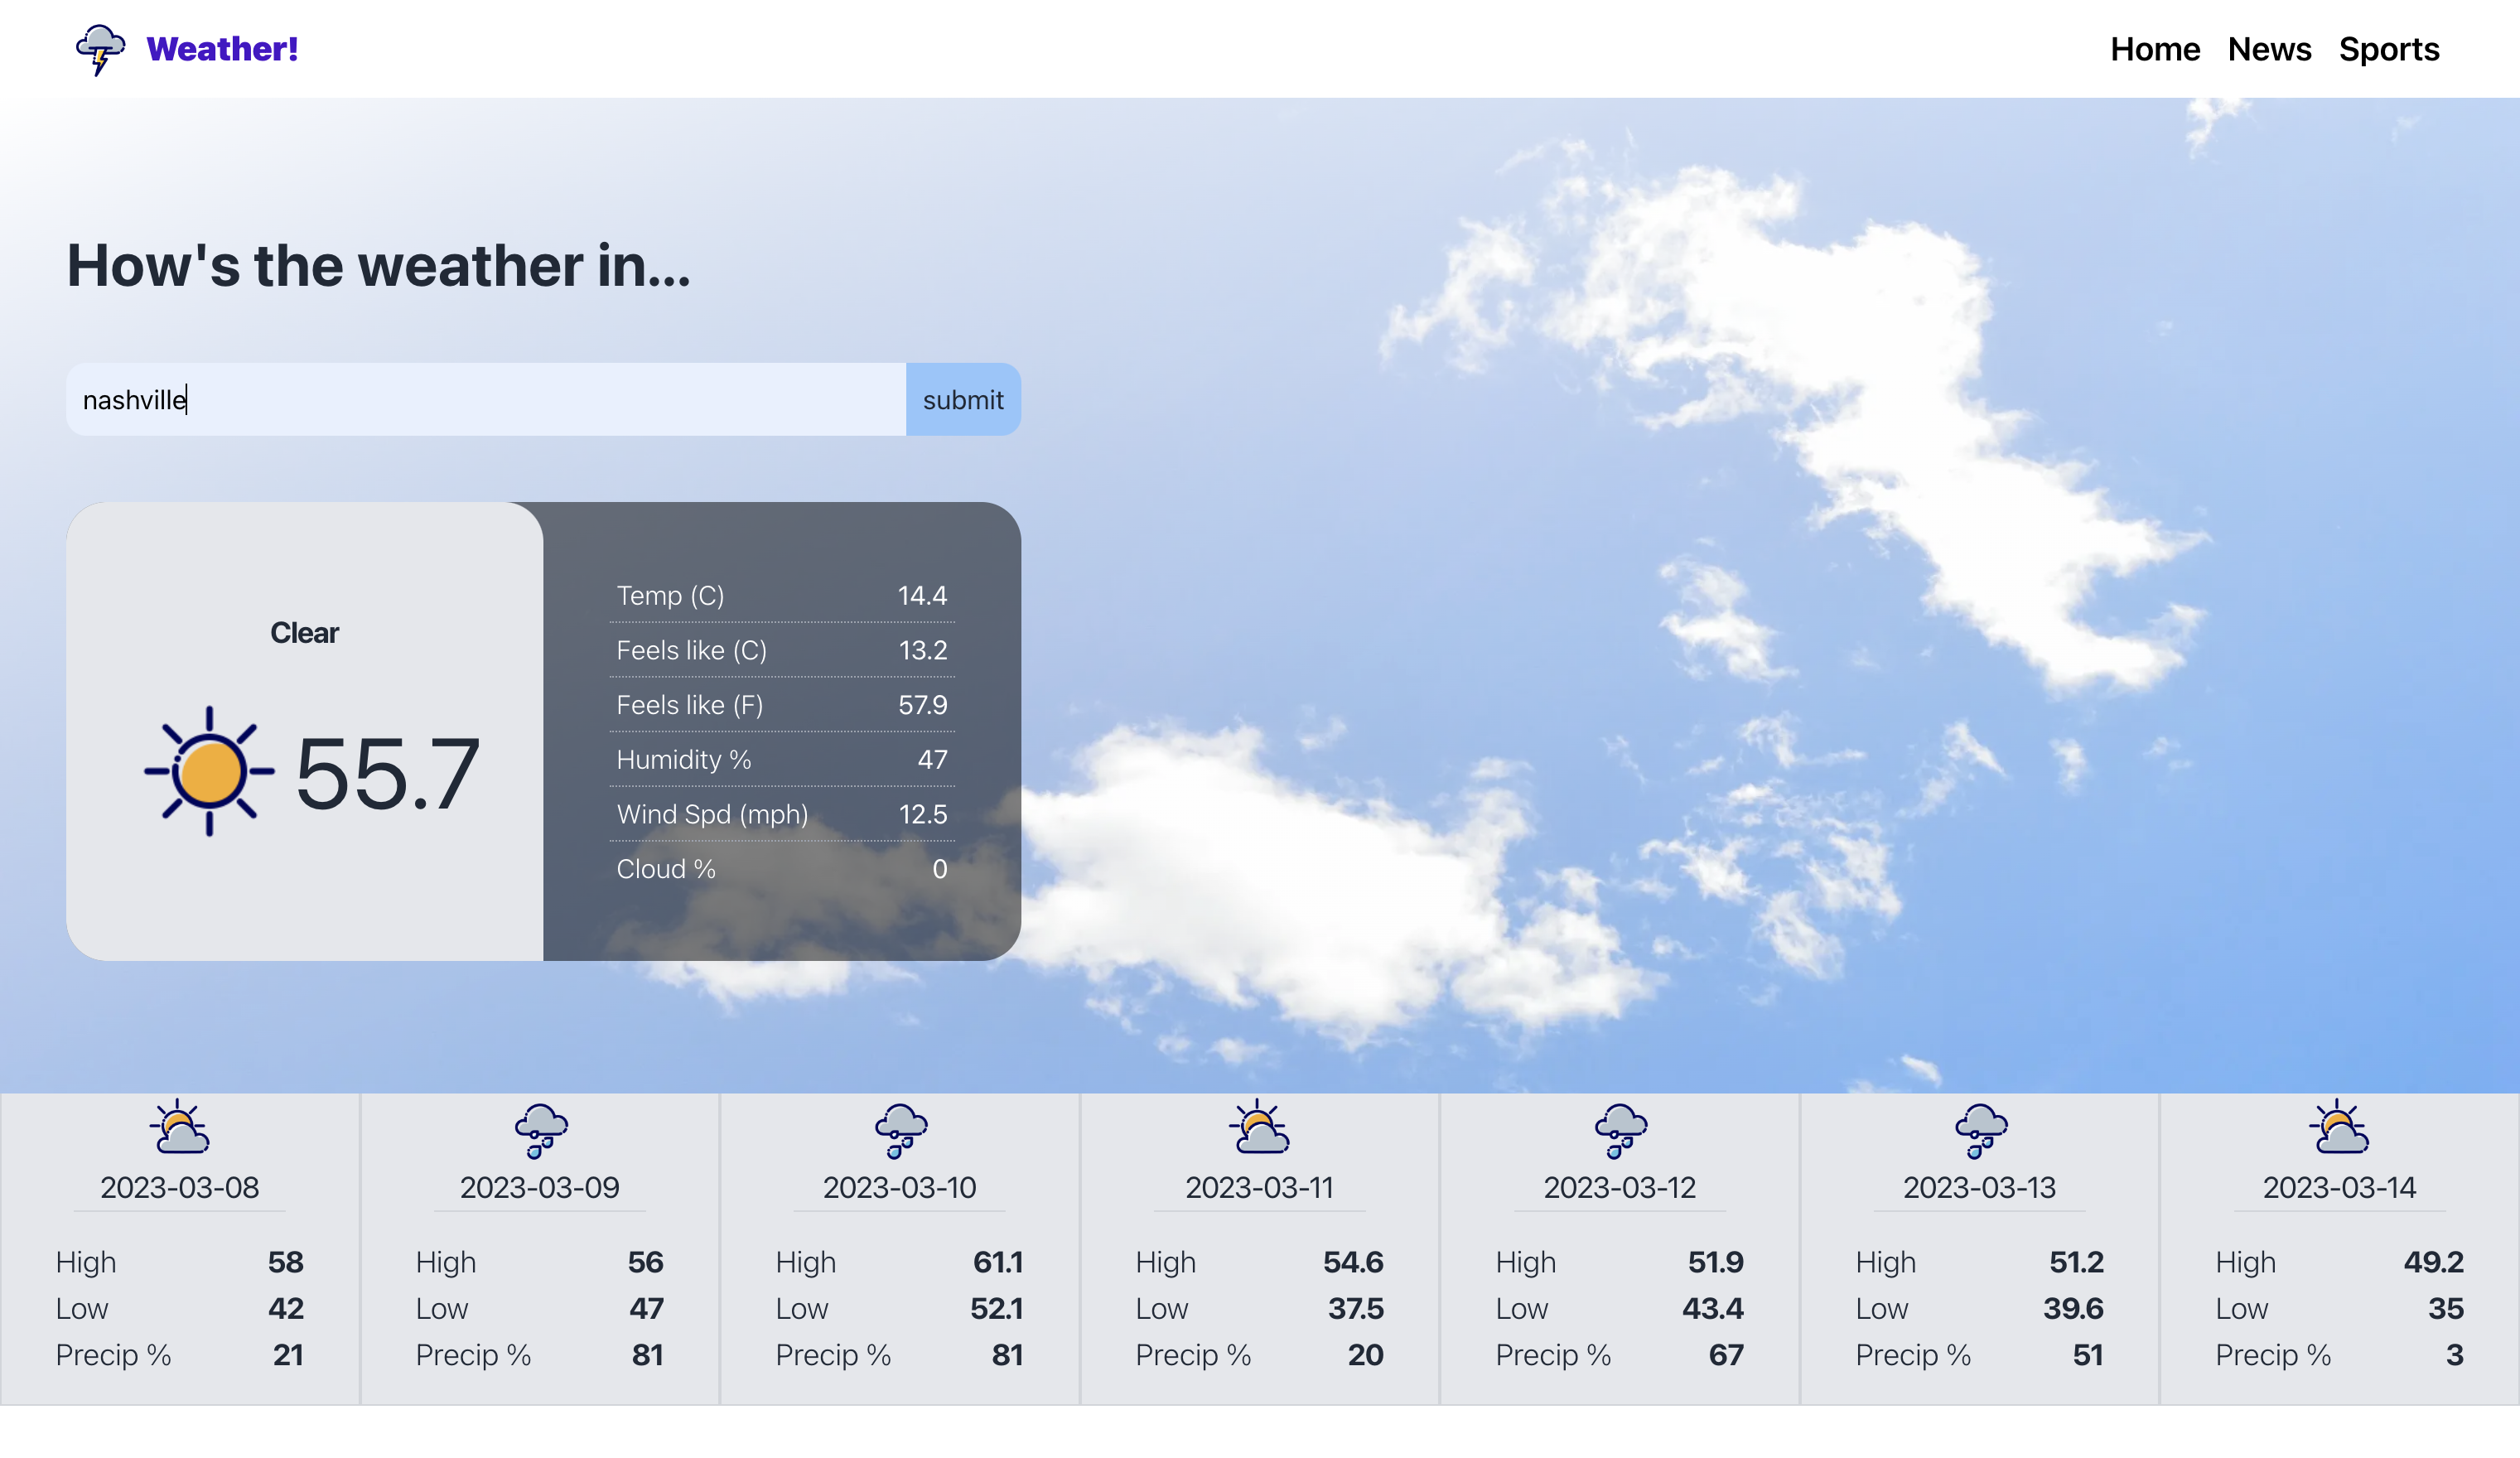 Weather!
Home News Sports
How's the weather in...
nashville
submit
Clear
55.7
Temp (C) 14.4
Feels like (C) 13.2
Feels like (F) 57.9
Humidity % 47
Wind Spd (mph) 12.5
Cloud % 0
2023-03-08
High 58
Low 42
Precip % 21
2023-03-09
High 56
Low 47
Precip % 81
2023-03-10
High 61.1
Low 52.1
Precip % 81
2023-03-11
High 54.6
Low 37.5
Precip % 20
2023-03-12
High 51.9
Low 43.4
Precip % 67
2023-03-13
High 51.2
Low 39.6
Precip % 51
2023-03-14
High 49.2
Low 35
Precip % 3